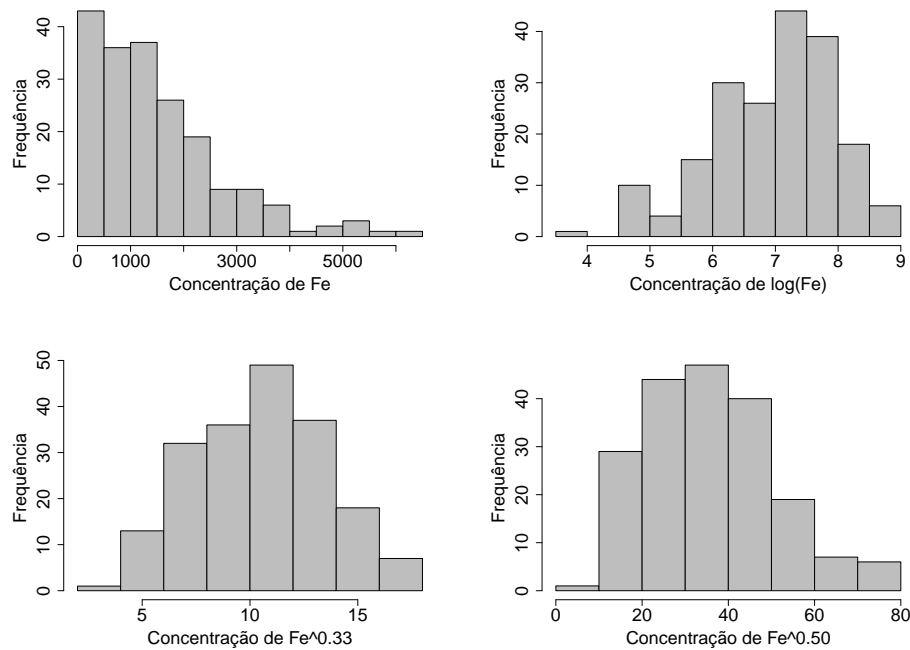 Frequência
0 10 20 30 40
0 1000 3000 5000
Concentração de Fe
Frequência
0 10 20 30 40
4 5 6 7 8 9
Concentração de log(Fe)
Frequência
0 10 20 30 40 50
5 10 15
Concentração de Fe^0.33
Frequência
0 10 20 30 40
0 20 40 60 80
Concentração de Fe^0.50